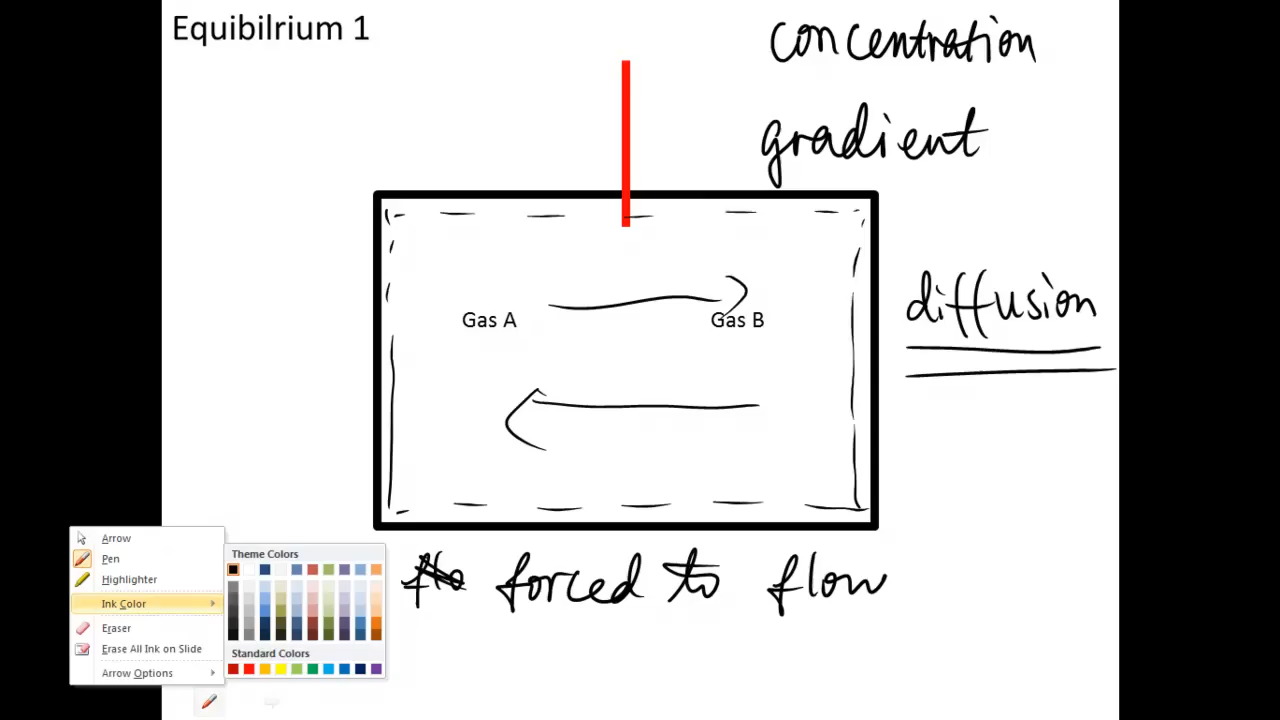 Equibilrium 1
concentration
gradient
Gas A
Gas B
diffusion
forced to flow
Arrow
Pen
Highlighter
Ink Color
Eraser
Erase All Ink on Slide
Arrow Options
Theme Colors
Standard Colors